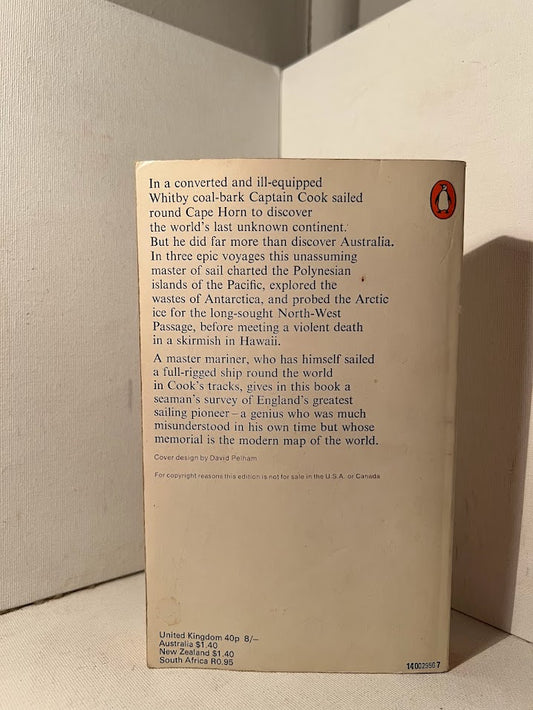 In a converted and ill-equipped
Whitby coal-bark Captain Cook sailed
round Cape Horn to discover
the world's last unknown continent.
But he did far more than discover Australia.
In three epic voyages this unassuming
master of sail charted the Polynesian
islands of the Pacific, explored the
wastes of Antarctica, and probed the Arctic
ice for the long-sought North-West
Passage, before meeting a violent death
in a skirmish in Hawaii.
A master mariner, who has himself sailed
a full-rigged ship round the world
in Cook's tracks, gives in this book a
seaman's survey of England's greatest
sailing pioneer – a genius who was much
misunderstood in his own time but whose
memorial is the modern map of the world.
Cover design by David Pelham
For copyright reasons this edition is not for sale in the U.S.A. or Canada
United Kingdom 40p 8/–
Australia $1.40
New Zealand $1.40
South Africa R0.95